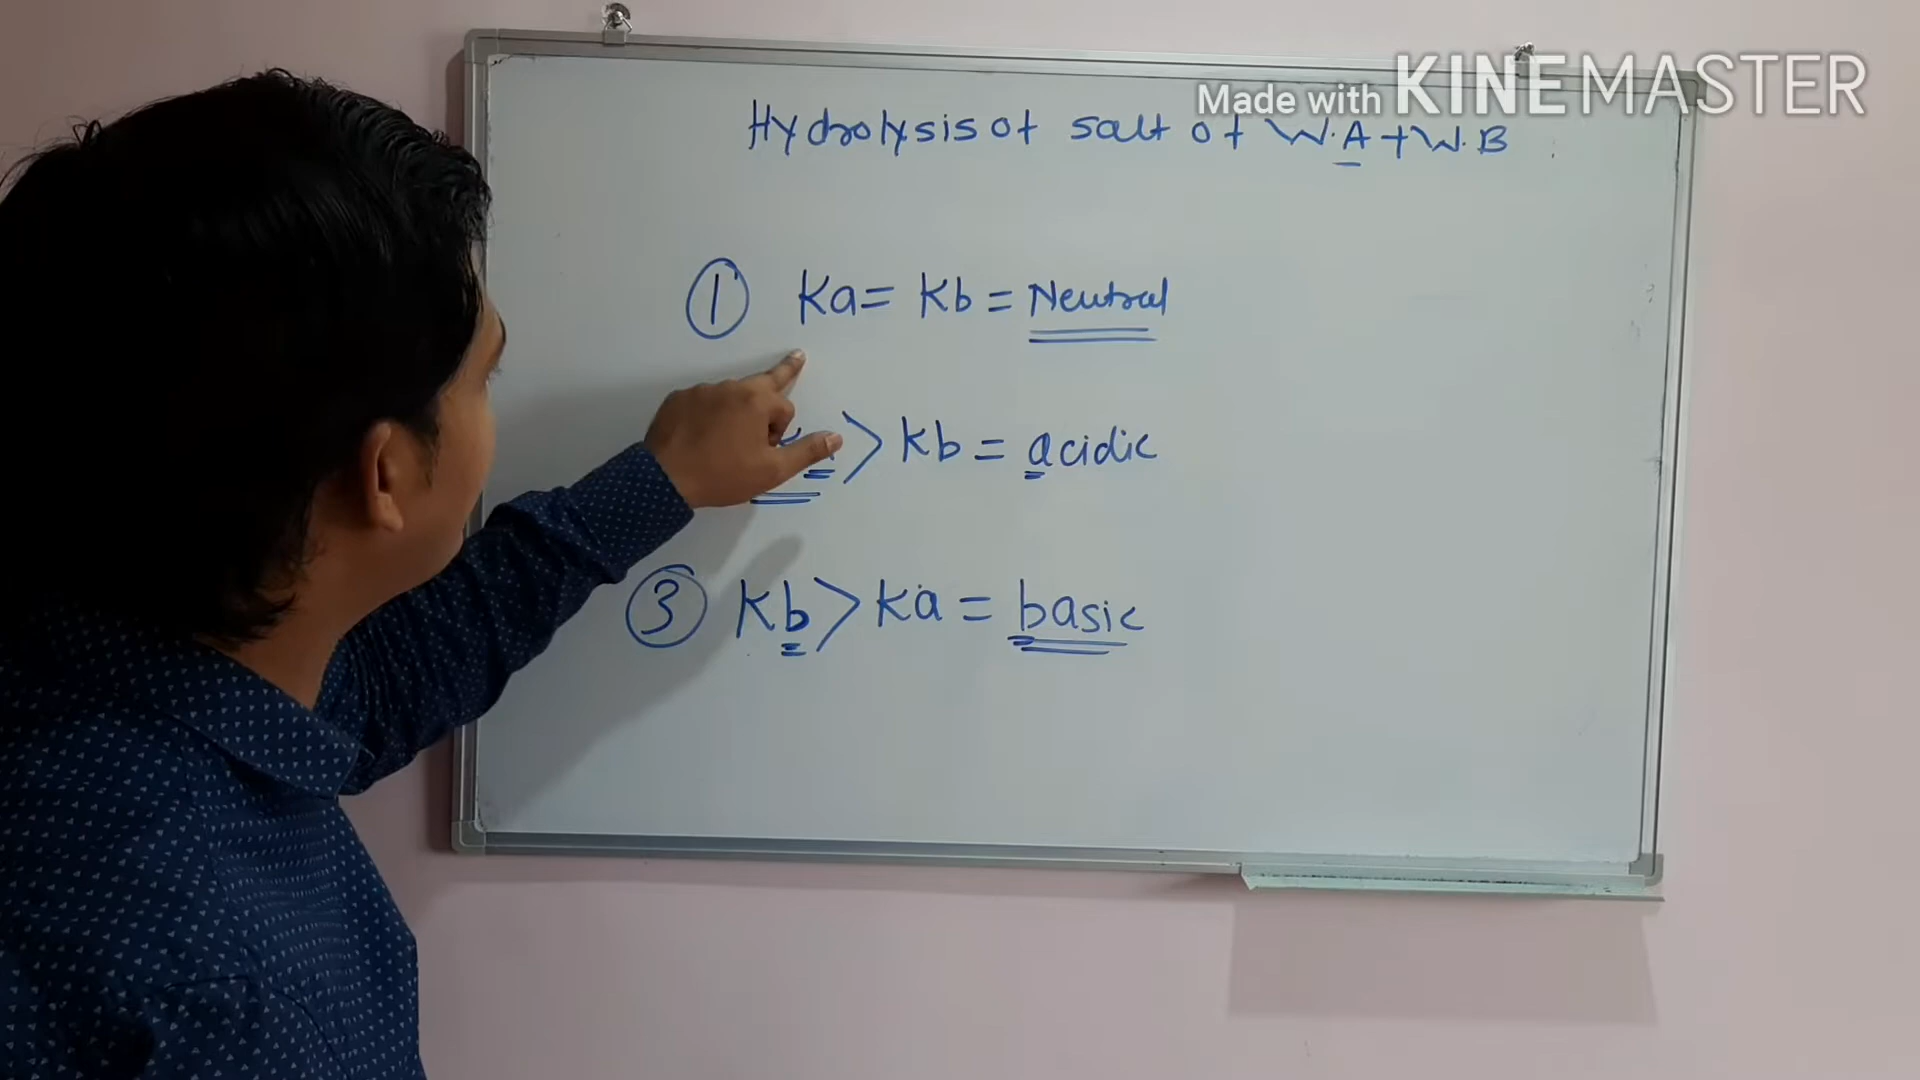 Made with KINEMASTER
Hydrolysis of salt of W.A + W.B
① Ka = Kb = Neutral
> Kb = acidic
③ Kb > Ka = basic